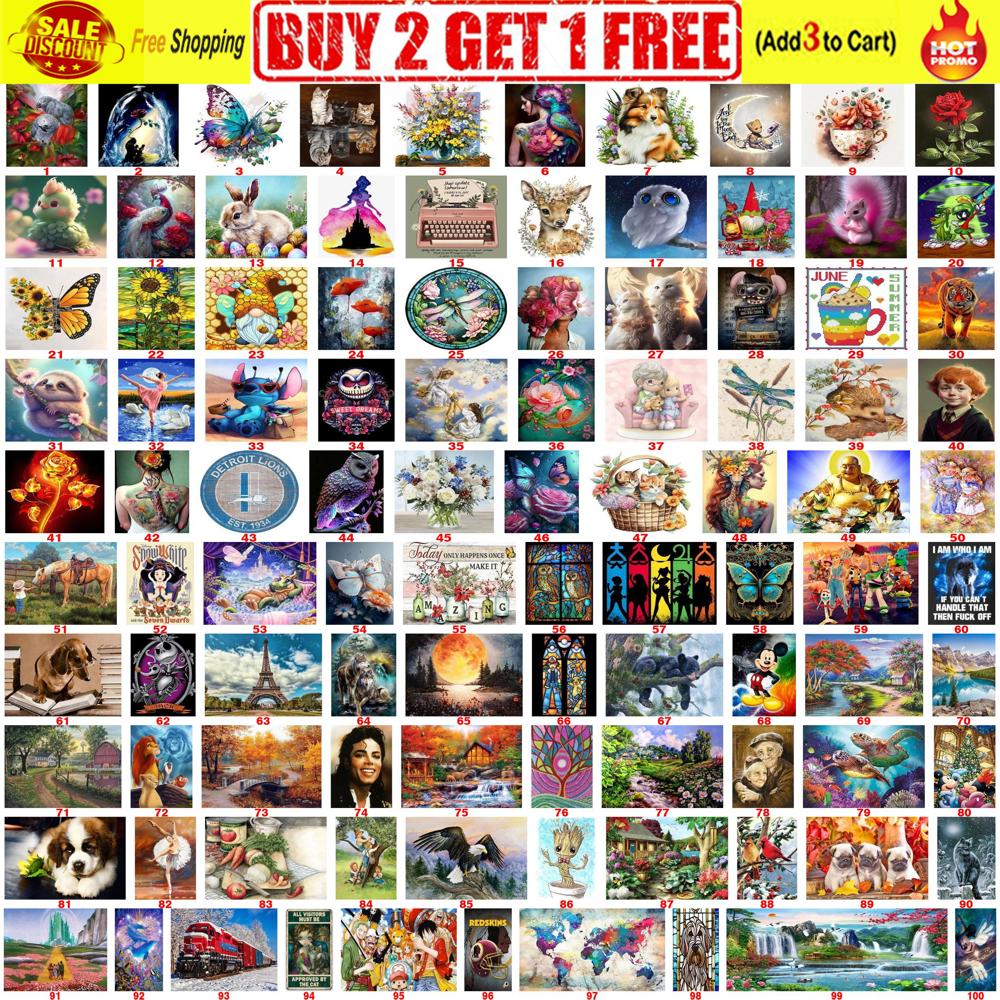 SALE
DISCOUNT
Free Shopping
BUY 2 GET 1 FREE
(Add 3 to Cart)
HOT
PROMO
1 2 3 4 5 6 7 8 9 10
11 12 13 14 15 16 17 18 19 20
JUNE
SUMMER
21 22 23 24 25 26 27 28 29 30
SWEET DREAMS
31 32 33 34 35 36 37 38 39 40
DETROIT LIONS
EST. 1934
41 42 43 44 45 46 47 48 49 50
Snow White
and the Seven Dwarfs
Today ONLY HAPPENS ONCE
MAKE IT
AMAZING
I AM WHO I AM
IF YOU CAN'T
HANDLE THAT
THEN FUCK OFF
51 52 53 54 55 56 57 58 59 60
61 62 63 64 65 66 67 68 69 70
71 72 73 74 75 76 77 78 79 80
81 82 83 84 85 86 87 88 89 90
ALL VISITORS
MUST BE
APPROVED BY
THE CAT
REDSKINS
91 92 93 94 95 96 97 98 99 100